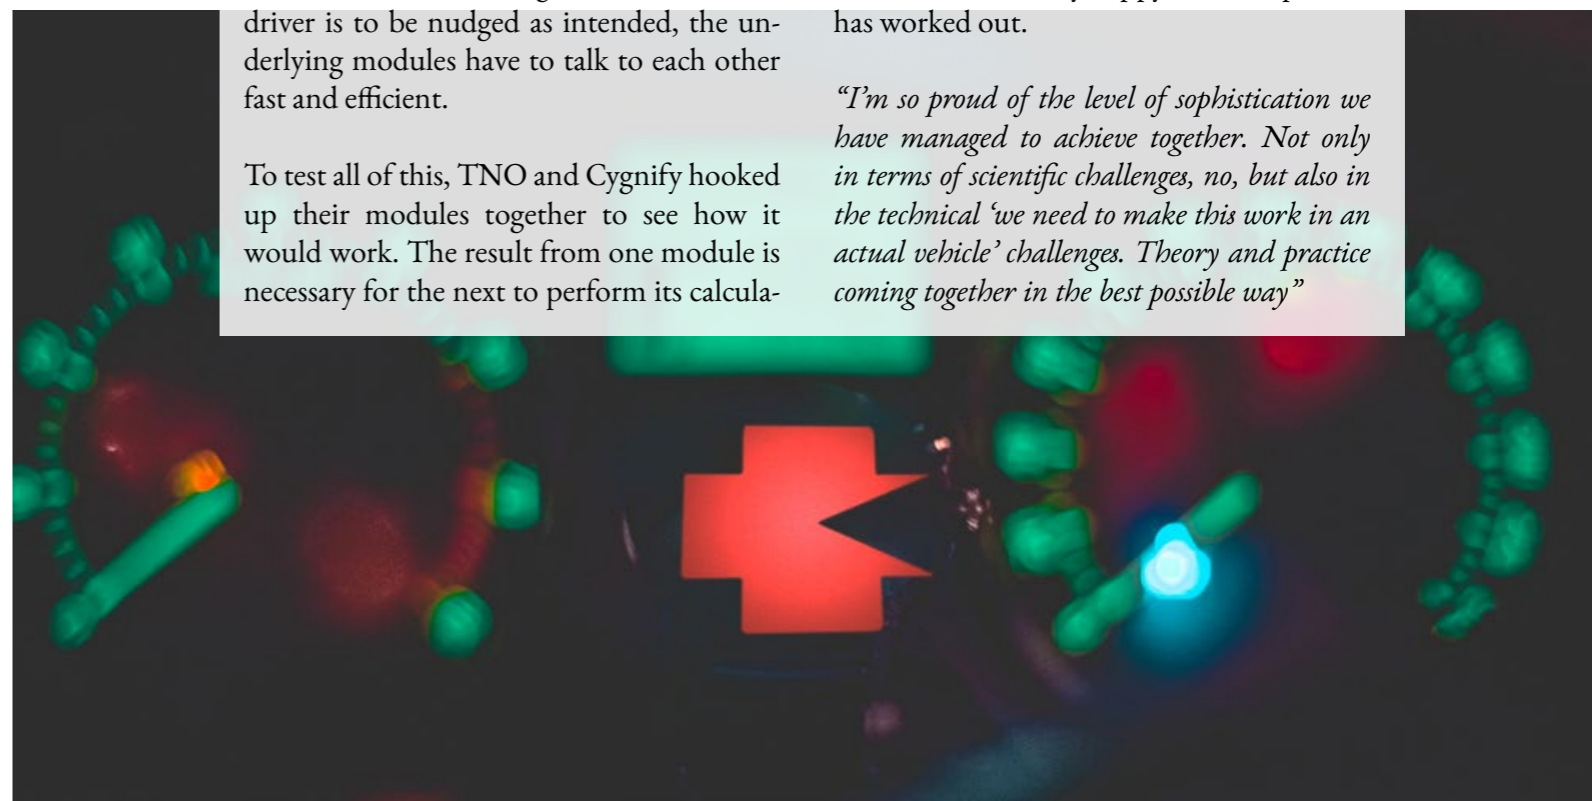 driver is to be nudged as intended, the un-
derlying modules have to talk to each other
fast and efficient.
To test all of this, TNO and Cygnify hooked
up their modules together to see how it
would work. The result from one module is
necessary for the next to perform its calcula-
has worked out.
“I’m so proud of the level of sophistication we
have managed to achieve together. Not only
in terms of scientific challenges, no, but also in
the technical ‘we need to make this work in an
actual vehicle’ challenges. Theory and practice
coming together in the best possible way”